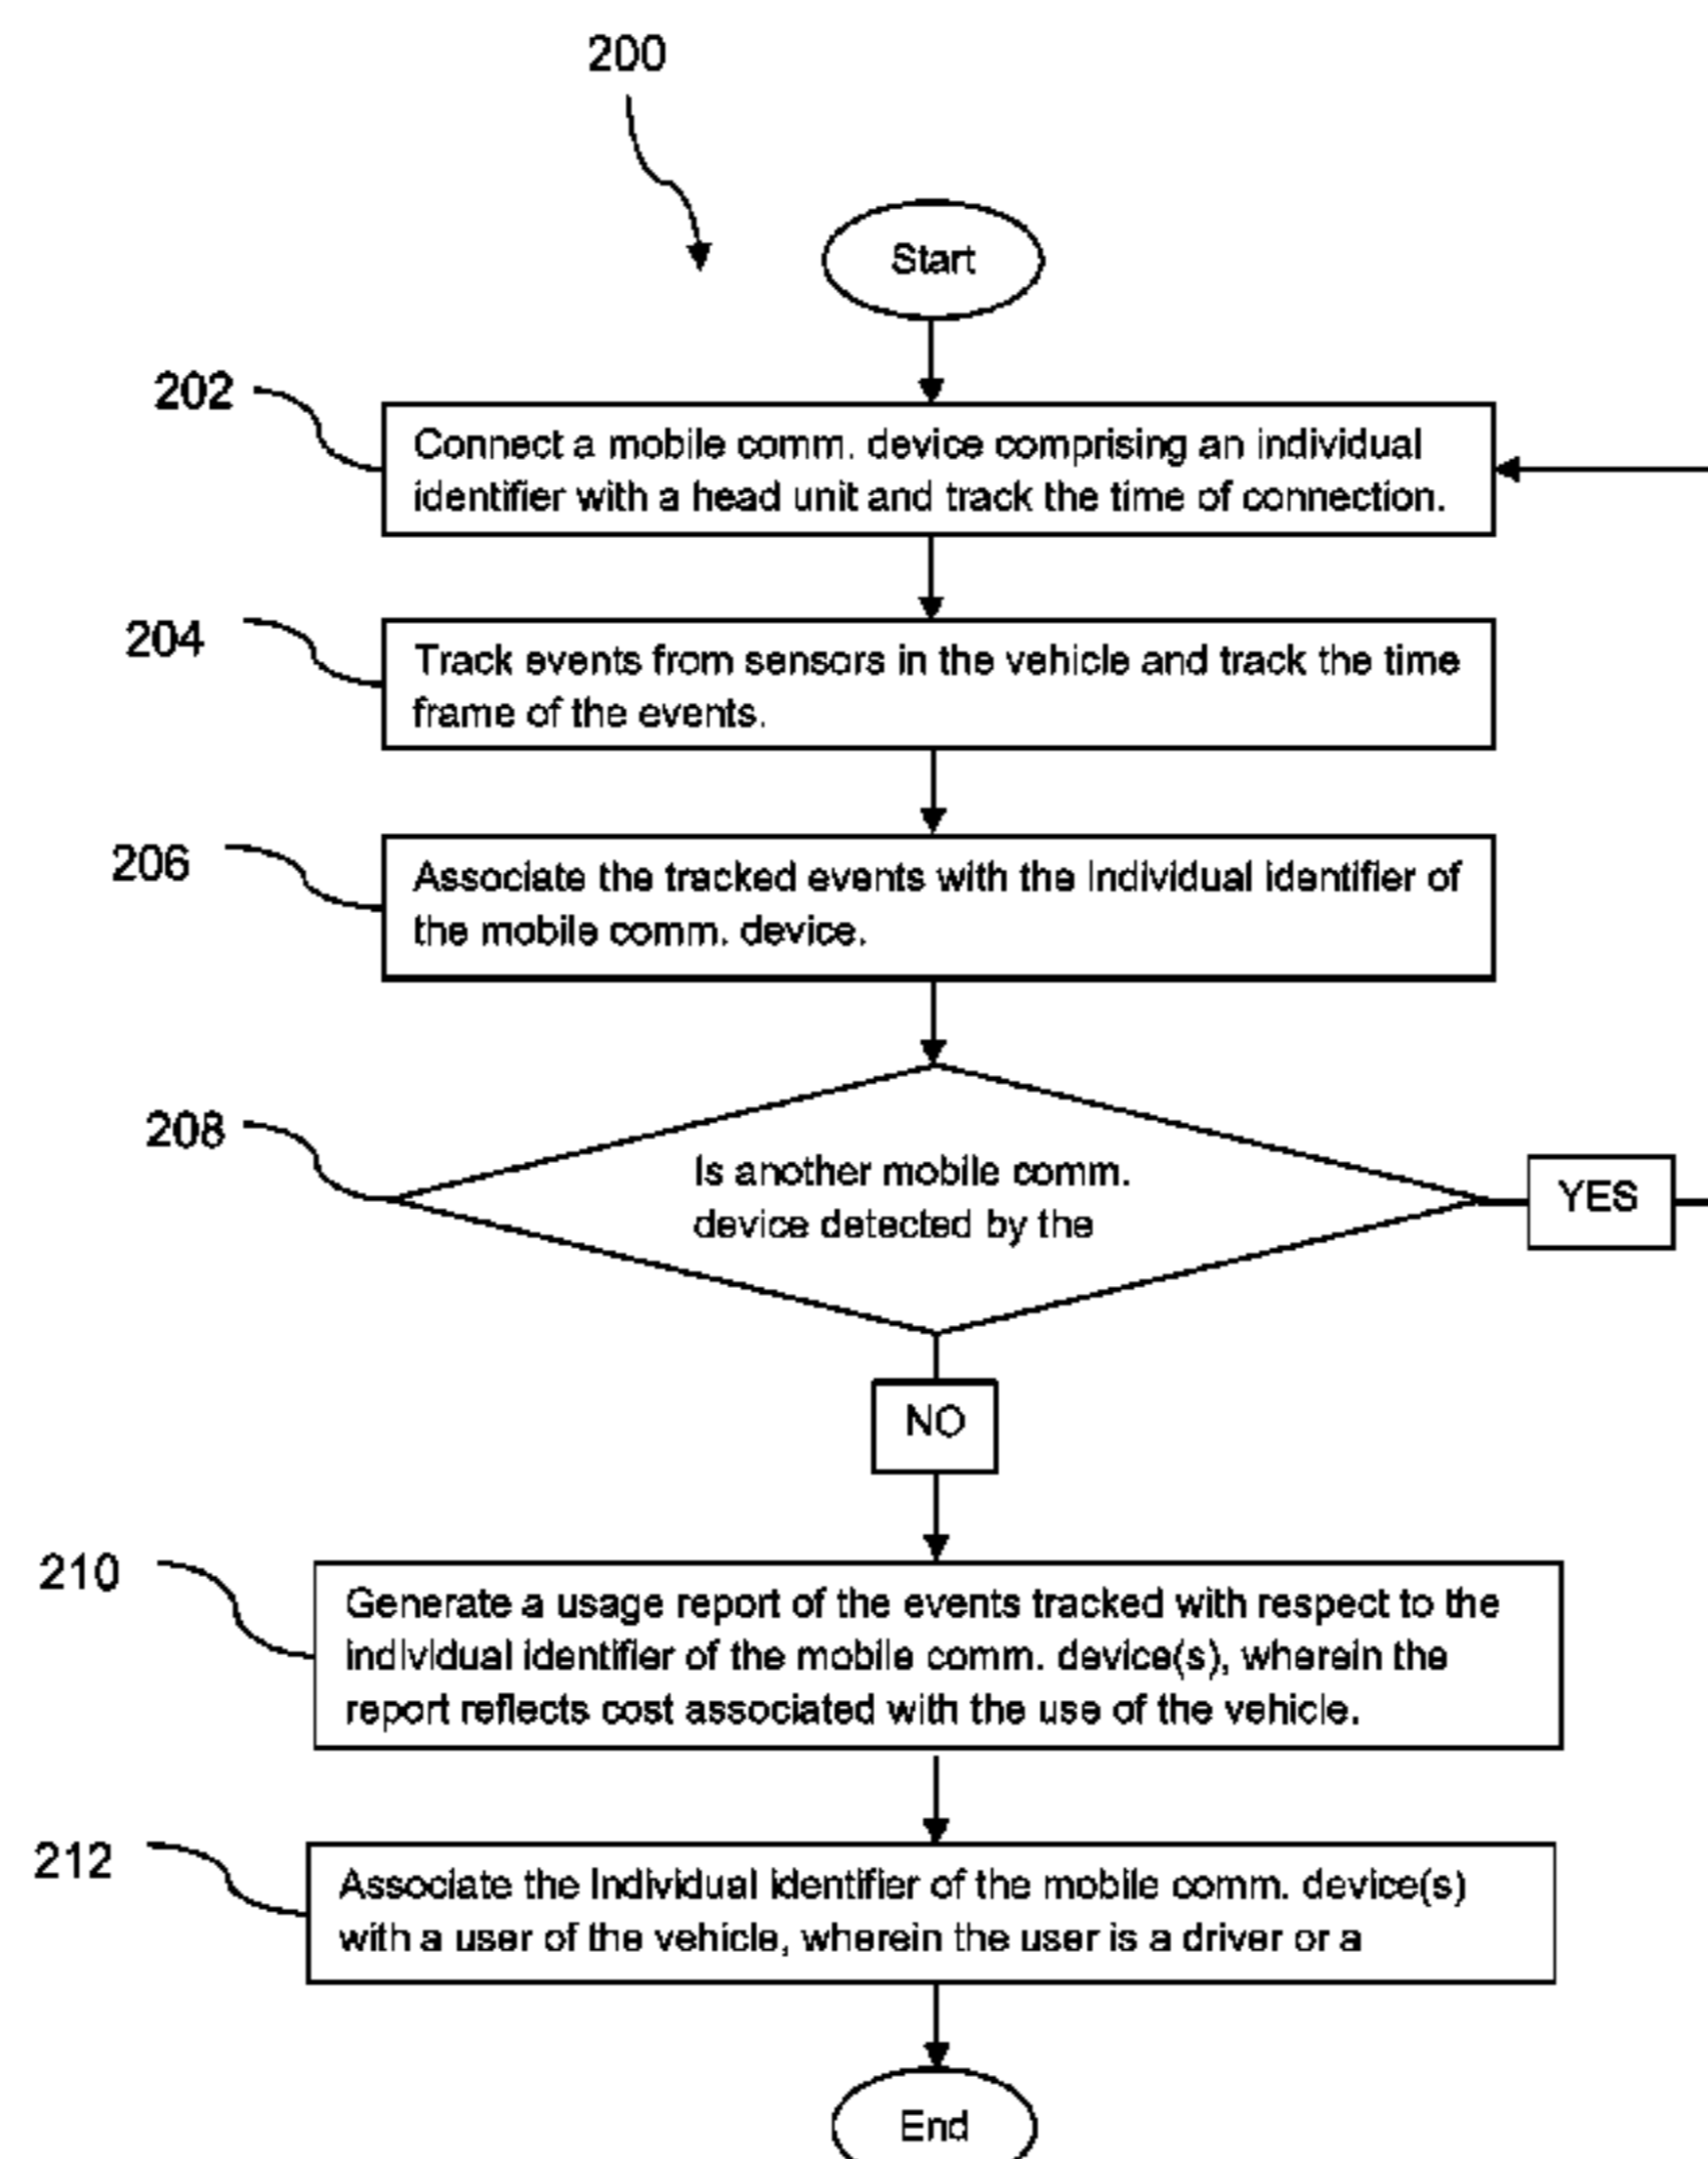 200
Start
202
Connect a mobile comm. device comprising an individual
identifier with a head unit and track the time of connection.
204
Track events from sensors in the vehicle and track the time
frame of the events.
206
Associate the tracked events with the individual identifier of
the mobile comm. device.
208
Is another mobile comm.
device detected by the
YES
NO
210
Generate a usage report of the events tracked with respect to the
individual identifier of the mobile comm. device(s), wherein the
report reflects cost associated with the use of the vehicle.
212
Associate the individual identifier of the mobile comm. device(s)
with a user of the vehicle, wherein the user is a driver or a
End